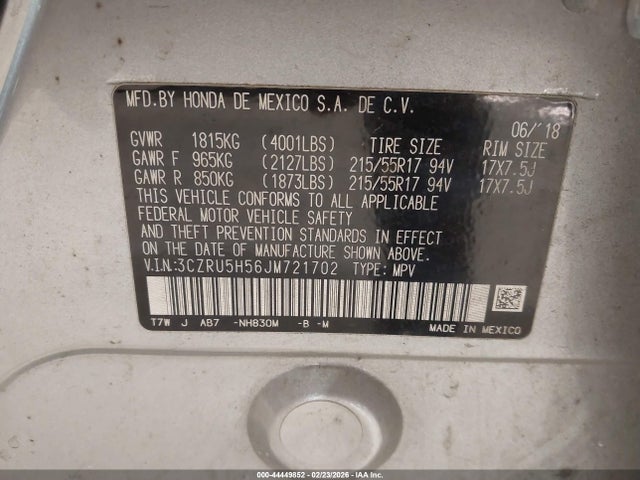 MFD.BY HONDA DE MEXICO S.A. DE C.V.
06/'18
GVWR 1815KG (4001LBS) TIRE SIZE RIM SIZE
GAWR F 965KG (2127LBS) 215/55R17 94V 17X7.5J
GAWR R 850KG (1873LBS) 215/55R17 94V 17X7.5J
THIS VEHICLE CONFORMS TO ALL APPLICABLE
FEDERAL MOTOR VEHICLE SAFETY
AND THEFT PREVENTION STANDARDS IN EFFECT
ON THE DATE OF MANUFACTURE SHOWN ABOVE.
V.I.N.:3CZRU5H56JM721702 TYPE: MPV
T7W J AB7 -NH830M -B -M MADE IN MEXICO
000-44449852 - 02/23/2026 - IAA Inc.